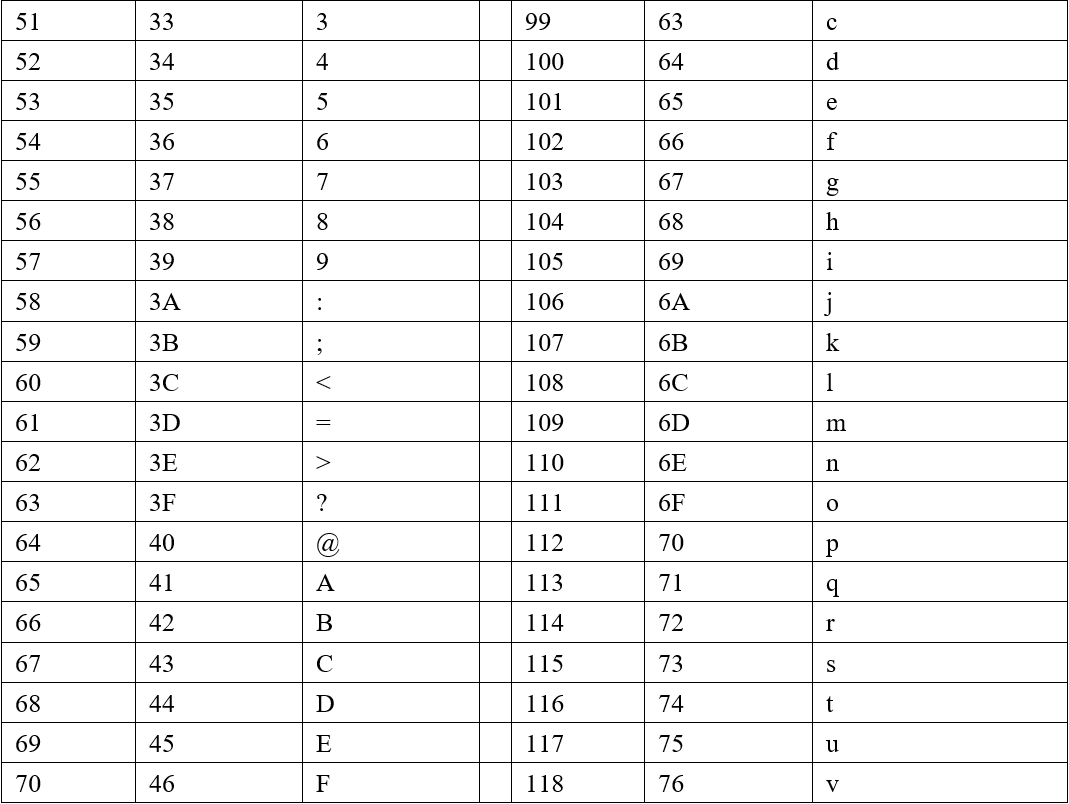 51 33 3 99 63 c
52 34 4 100 64 d
53 35 5 101 65 e
54 36 6 102 66 f
55 37 7 103 67 g
56 38 8 104 68 h
57 39 9 105 69 i
58 3A : 106 6A j
59 3B ; 107 6B k
60 3C < 108 6C l
61 3D = 109 6D m
62 3E > 110 6E n
63 3F ? 111 6F o
64 40 @ 112 70 p
65 41 A 113 71 q
66 42 B 114 72 r
67 43 C 115 73 s
68 44 D 116 74 t
69 45 E 117 75 u
70 46 F 118 76 v